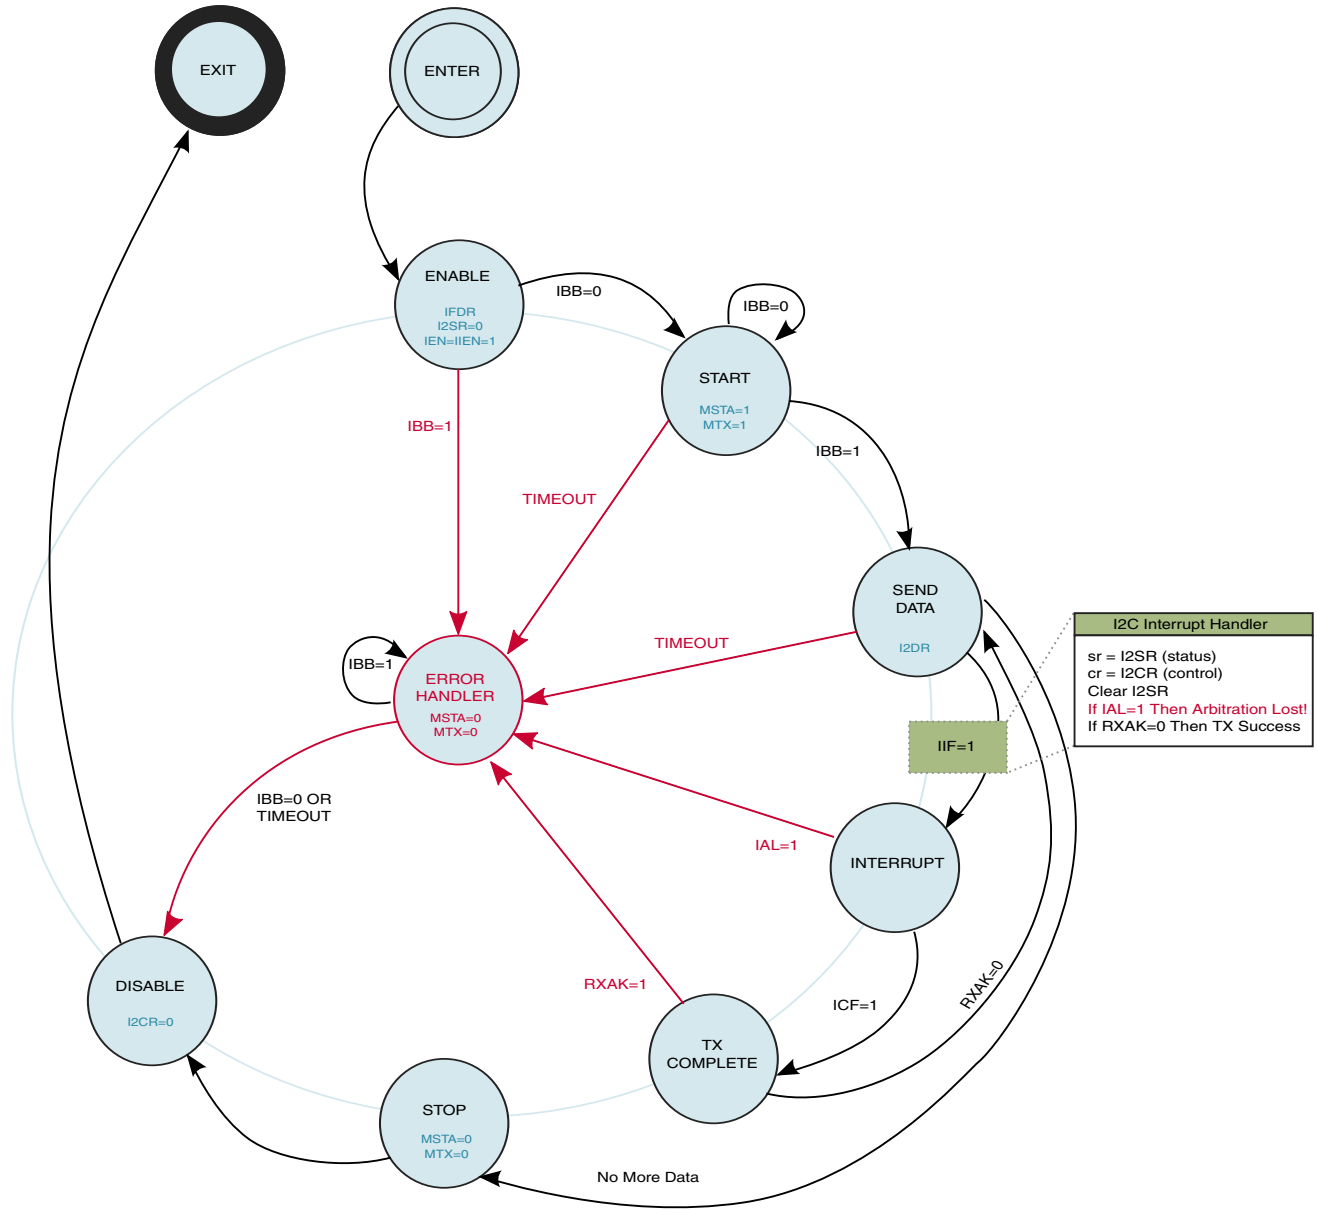 EXIT
ENTER
ENABLE
IFDR
I2SR=0
IEN=IIEN=1
IBB=0
IBB=0
START
MSTA=1
MTX=1
IBB=1
IBB=1
TIMEOUT
SEND
DATA
I2DR
TIMEOUT
I2C Interrupt Handler
sr = I2SR (status)
cr = I2CR (control)
Clear I2SR
If IAL=1 Then Arbitration Lost!
If RXAK=0 Then TX Success
IBB=1
ERROR
HANDLER
MSTA=0
MTX=0
IIF=1
IBB=0 OR
TIMEOUT
IAL=1
INTERRUPT
RXAK=1
ICF=1
RXAK=0
DISABLE
I2CR=0
TX
COMPLETE
STOP
MSTA=0
MTX=0
No More Data